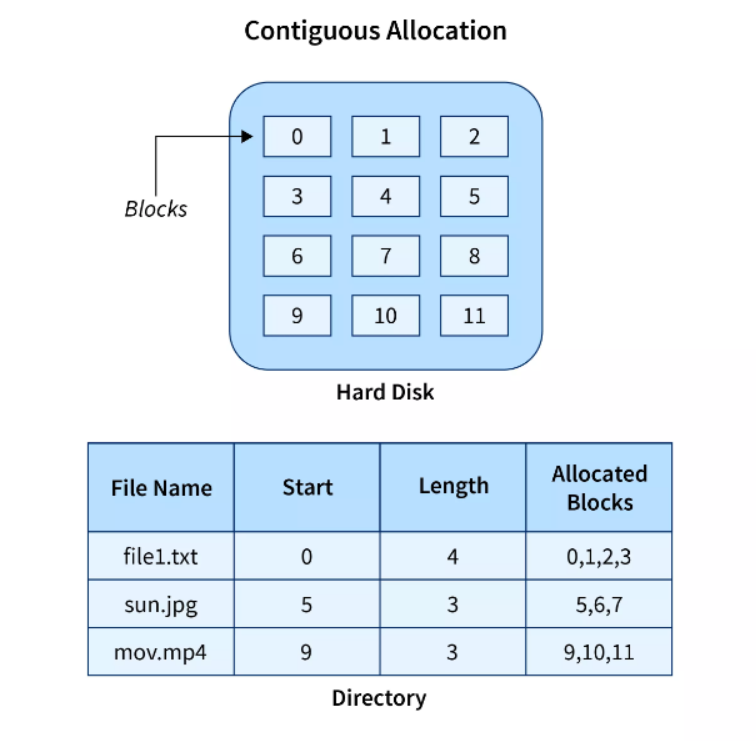 Contiguous Allocation
0 1 2
Blocks
3 4 5
6 7 8
9 10 11
Hard Disk
File Name Start Length Allocated Blocks
file1.txt 0 4 0,1,2,3
sun.jpg 5 3 5,6,7
mov.mp4 9 3 9,10,11
Directory